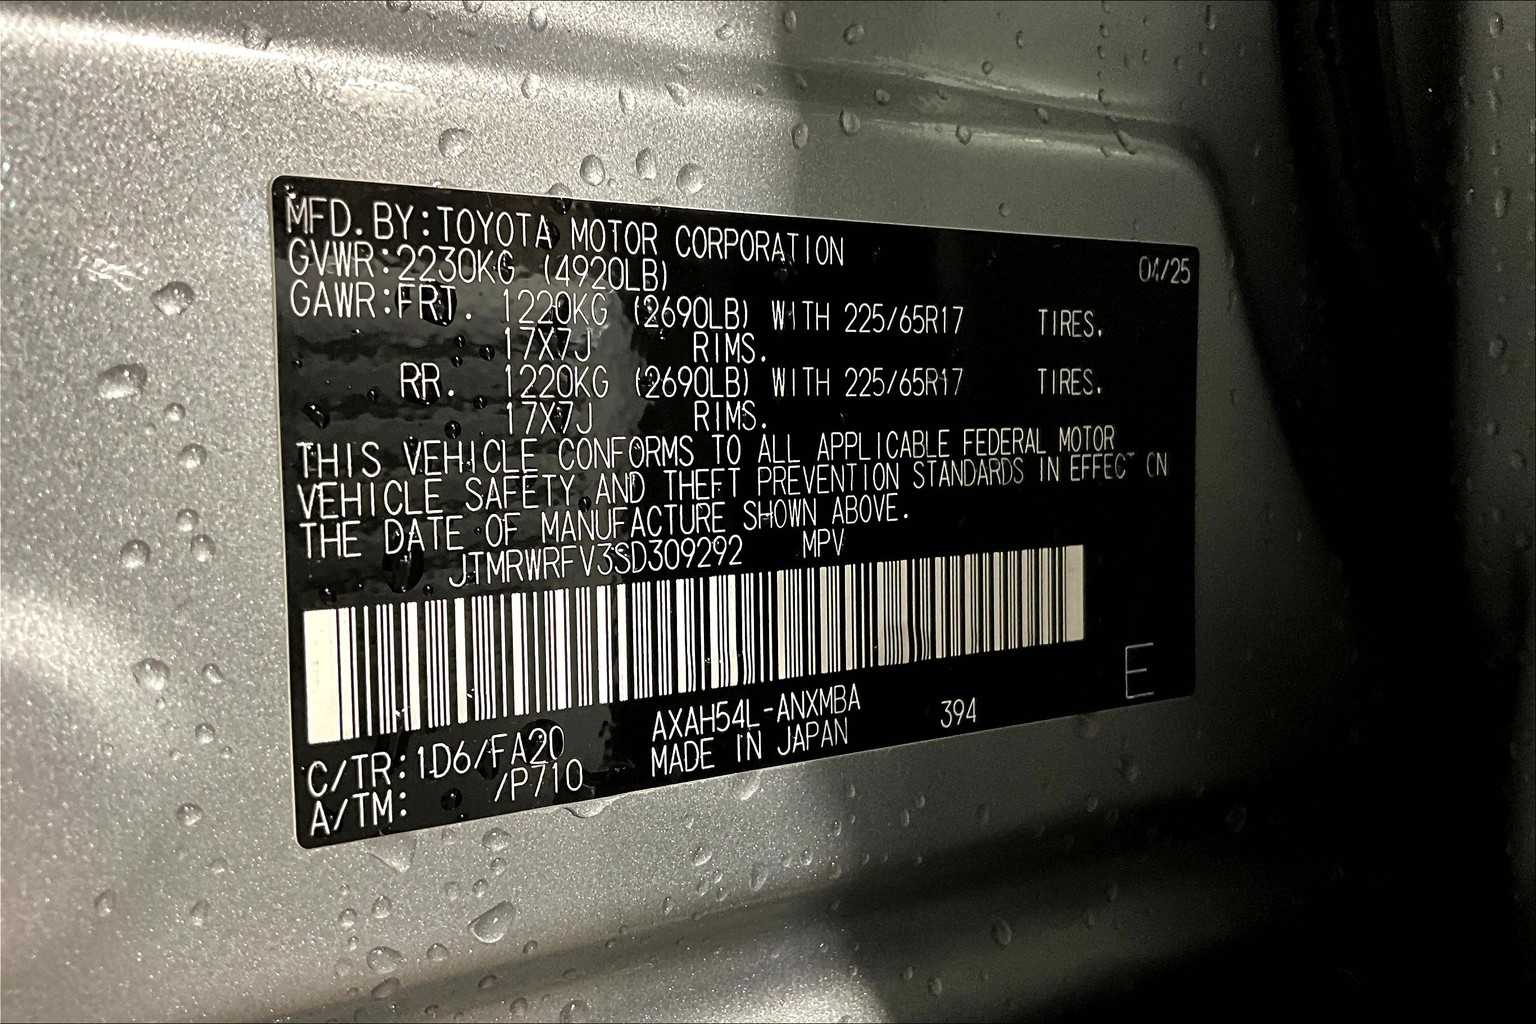 MFD.BY:TOYOTA MOTOR CORPORATION
GVWR:2230KG (4920LB) 04/25
GAWR:FRT. 1220KG (2690LB) WITH 225/65R17 TIRES.
17X7J RIMS.
RR. 1220KG (2690LB) WITH 225/65R17 TIRES.
17X7J RIMS.
THIS VEHICLE CONFORMS TO ALL APPLICABLE FEDERAL MOTOR
VEHICLE SAFETY AND THEFT PREVENTION STANDARDS IN EFFECT ON
THE DATE OF MANUFACTURE SHOWN ABOVE.
JTMRWRFV3SD309292 MPV
E
AXAH54L-ANXMBA 394
C/TR:1D6/FA20 MADE IN JAPAN
A/TM: /P710